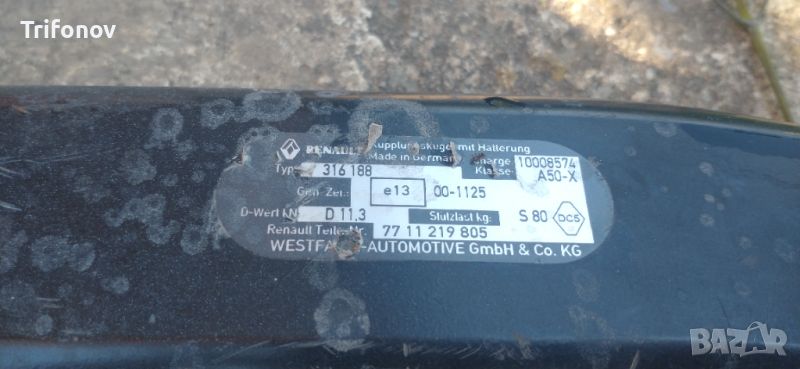 Trifonov
RENAULT Kupplungskugel mit Halterung
Made in Germany Charge 10008574
Typ 316 188 Klasse A50-X
Gen. Zei.: e13 00-1125
D-Wert kN D 11,3 Stützlast kg: S 80 DC5
Renault Teile Nr. 77 11 219 805
WESTFALIA-AUTOMOTIVE GmbH & Co. KG
BAZAR